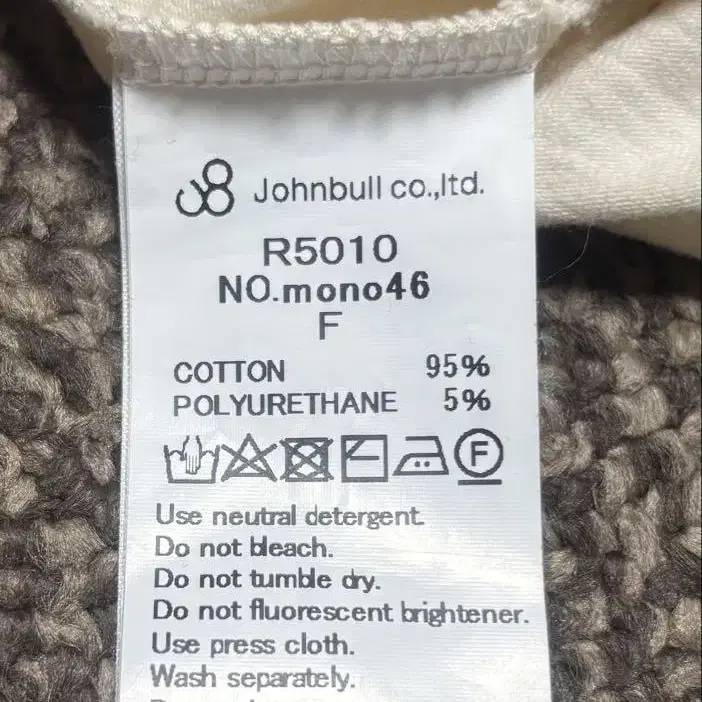 Johnbull co.,ltd.
R5010
NO.mono46
F
COTTON 95%
POLYURETHANE 5%
F
Use neutral detergent.
Do not bleach.
Do not tumble dry.
Do not fluorescent brightener.
Use press cloth.
Wash separately.